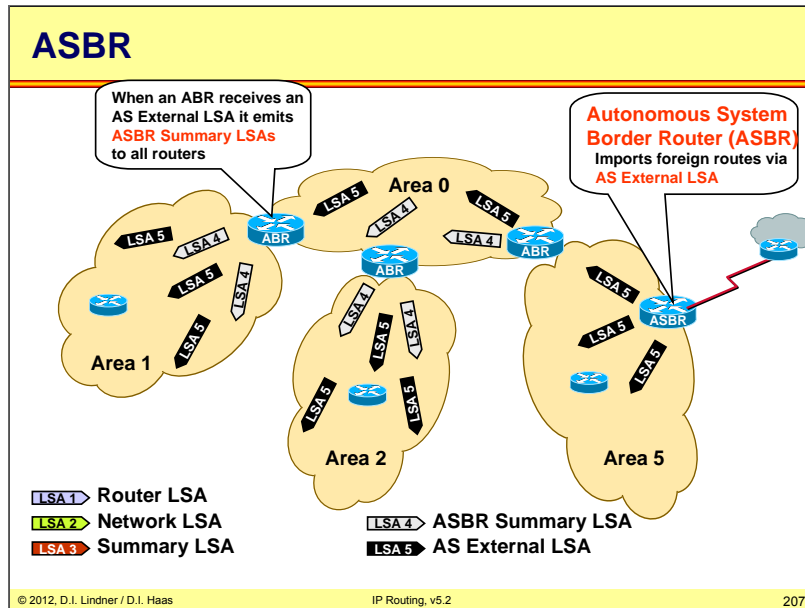 ASBR
When an ABR receives an
AS External LSA it emits
ASBR Summary LSAs
to all routers
Autonomous System
Border Router (ASBR)
Imports foreign routes via
AS External LSA
Area 0
LSA 5
LSA 4
LSA 5
LSA 4
ABR
ABR
ABR
LSA 5
LSA 4
LSA 5
LSA 4
LSA 5
Area 1
LSA 4
LSA 5
LSA 4
LSA 5
LSA 5
Area 2
LSA 5
LSA 5
LSA 5
ASBR
Area 5
LSA 1 Router LSA
LSA 2 Network LSA
LSA 3 Summary LSA
LSA 4 ASBR Summary LSA
LSA 5 AS External LSA
© 2012, D.I. Lindner / D.I. Haas
IP Routing, v5.2
207